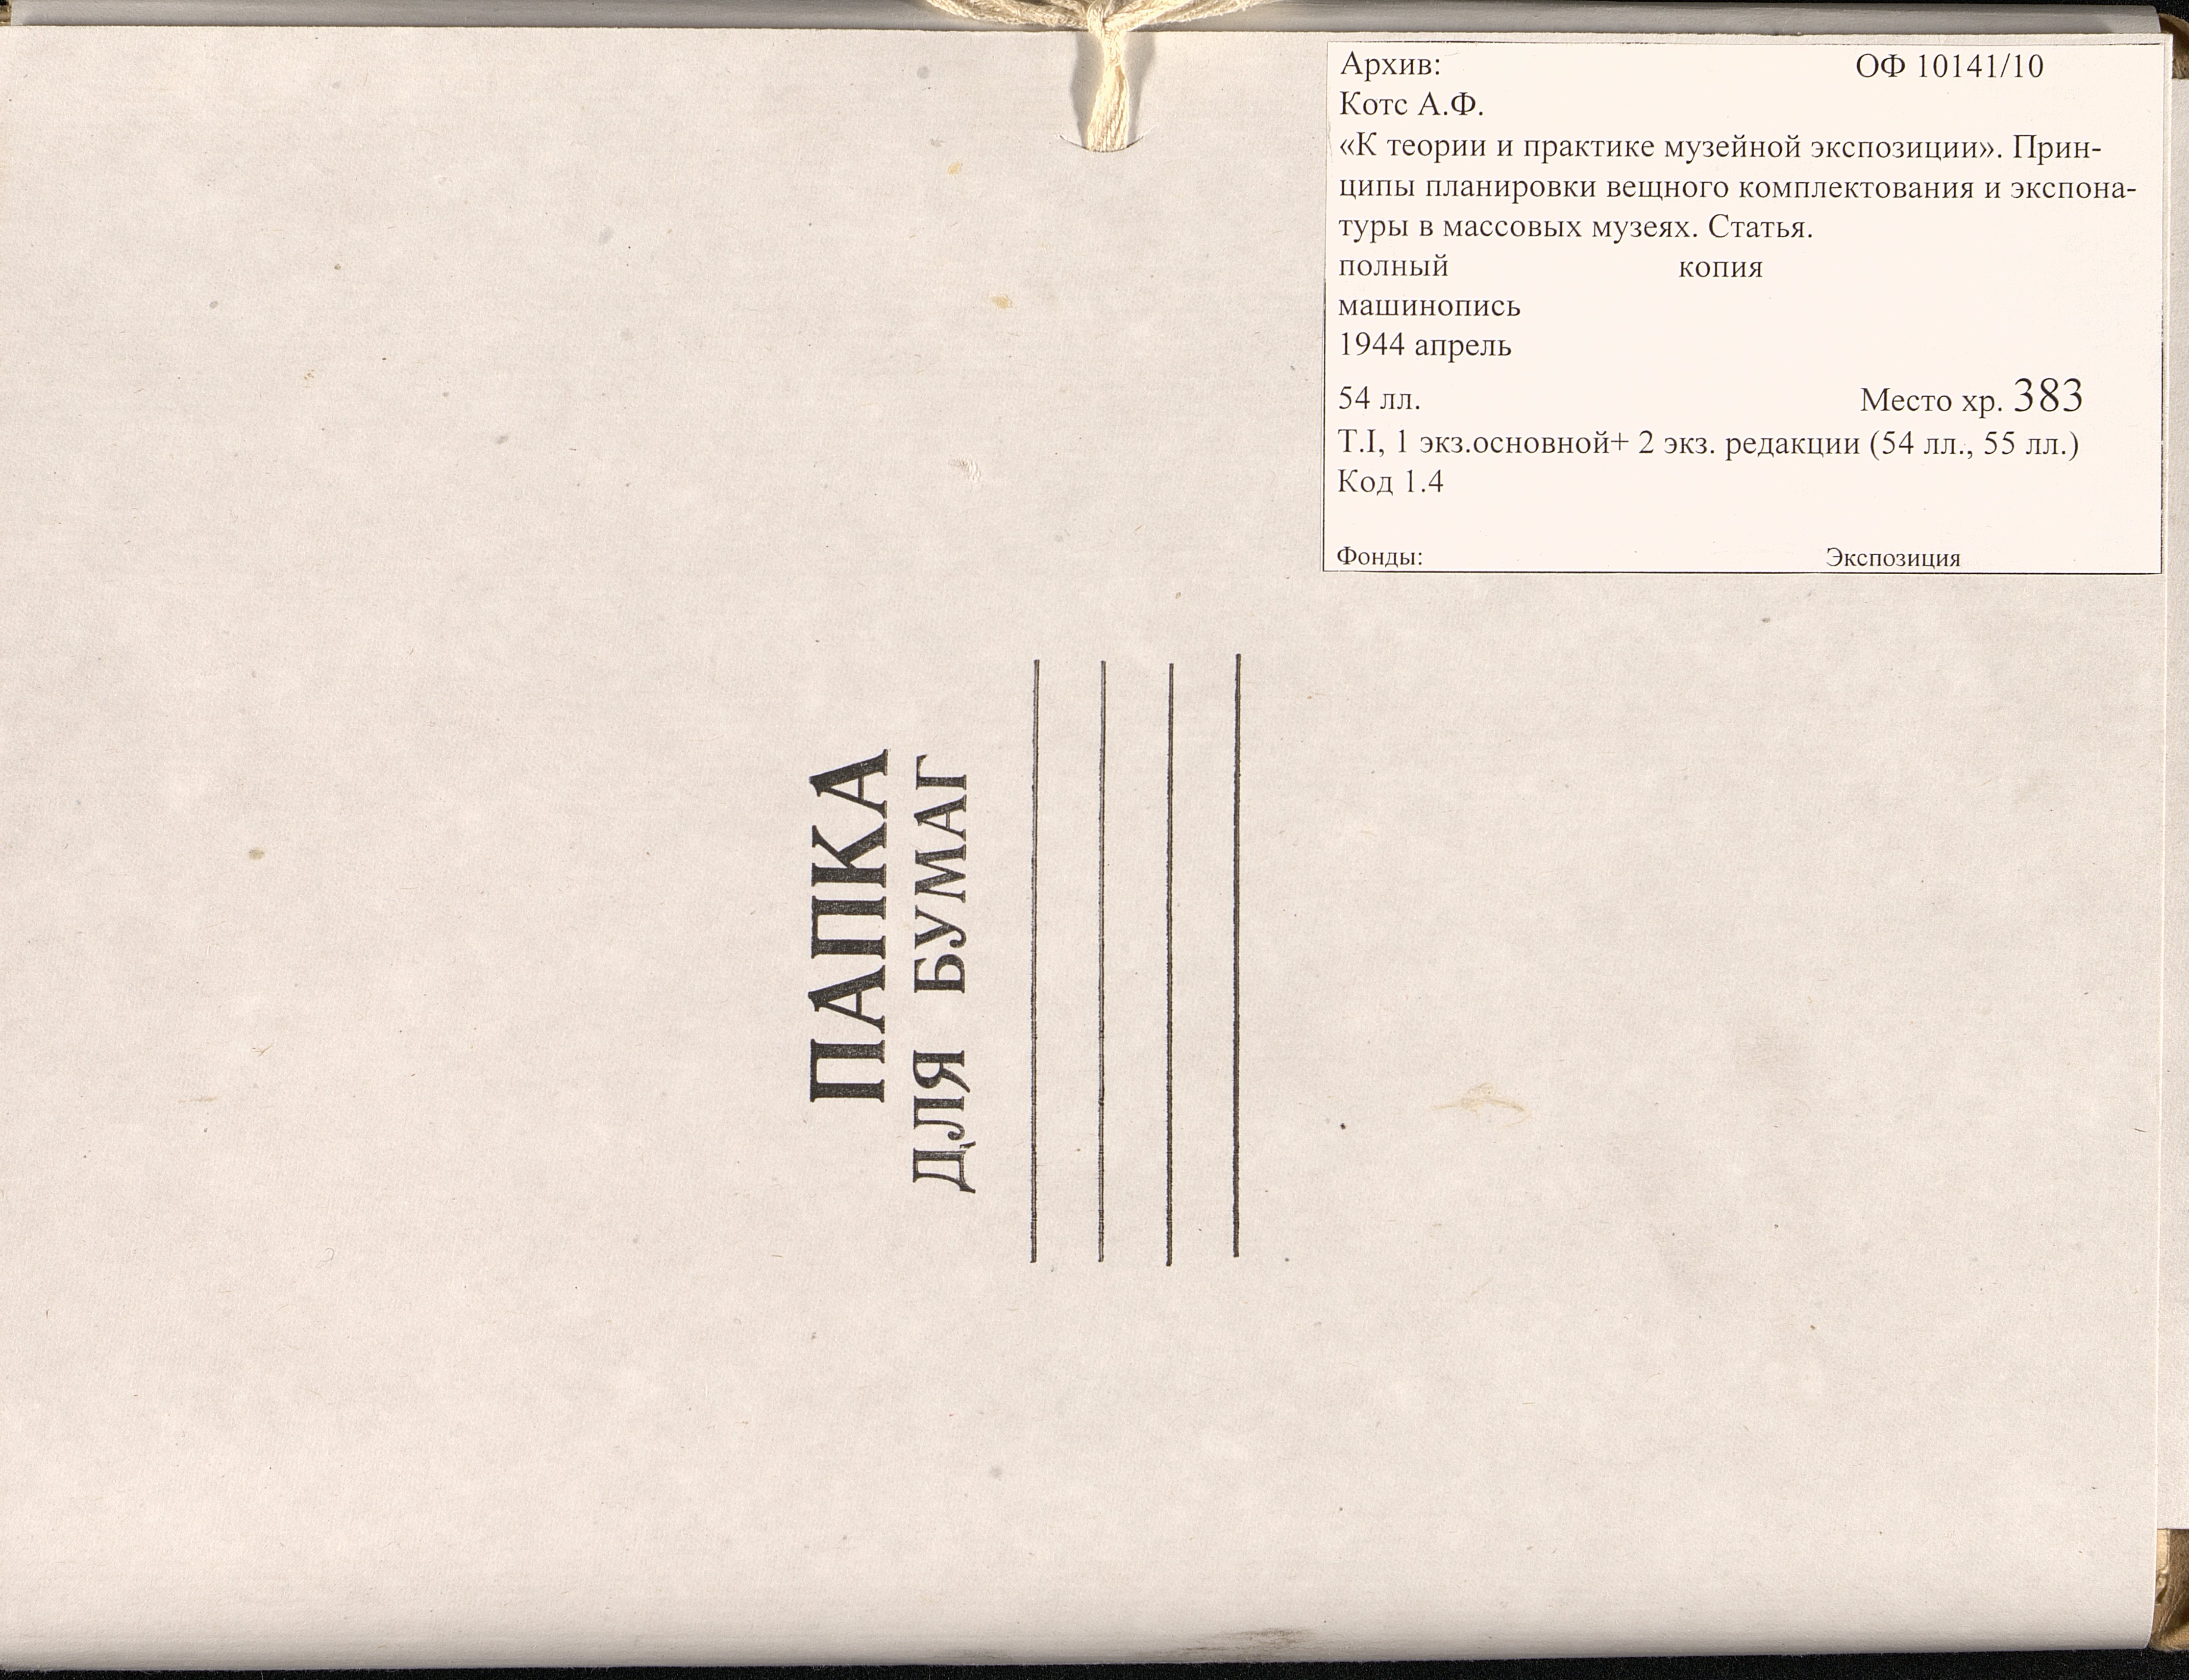 Архив: ОФ 10141/10
Котс А.Ф.
«К теории и практике музейной экспозиции». Прин-
ципы планировки вещного комплектования и экспона-
туры в массовых музеях. Статья.
полный копия
машинопись
1944 апрель
54 лл. Место хр. 383
Т.I, 1 экз.основной+ 2 экз. редакции (54 лл., 55 лл.)
Код 1.4
Фонды: Экспозиция
ПАПКА
ДЛЯ БУМАГ